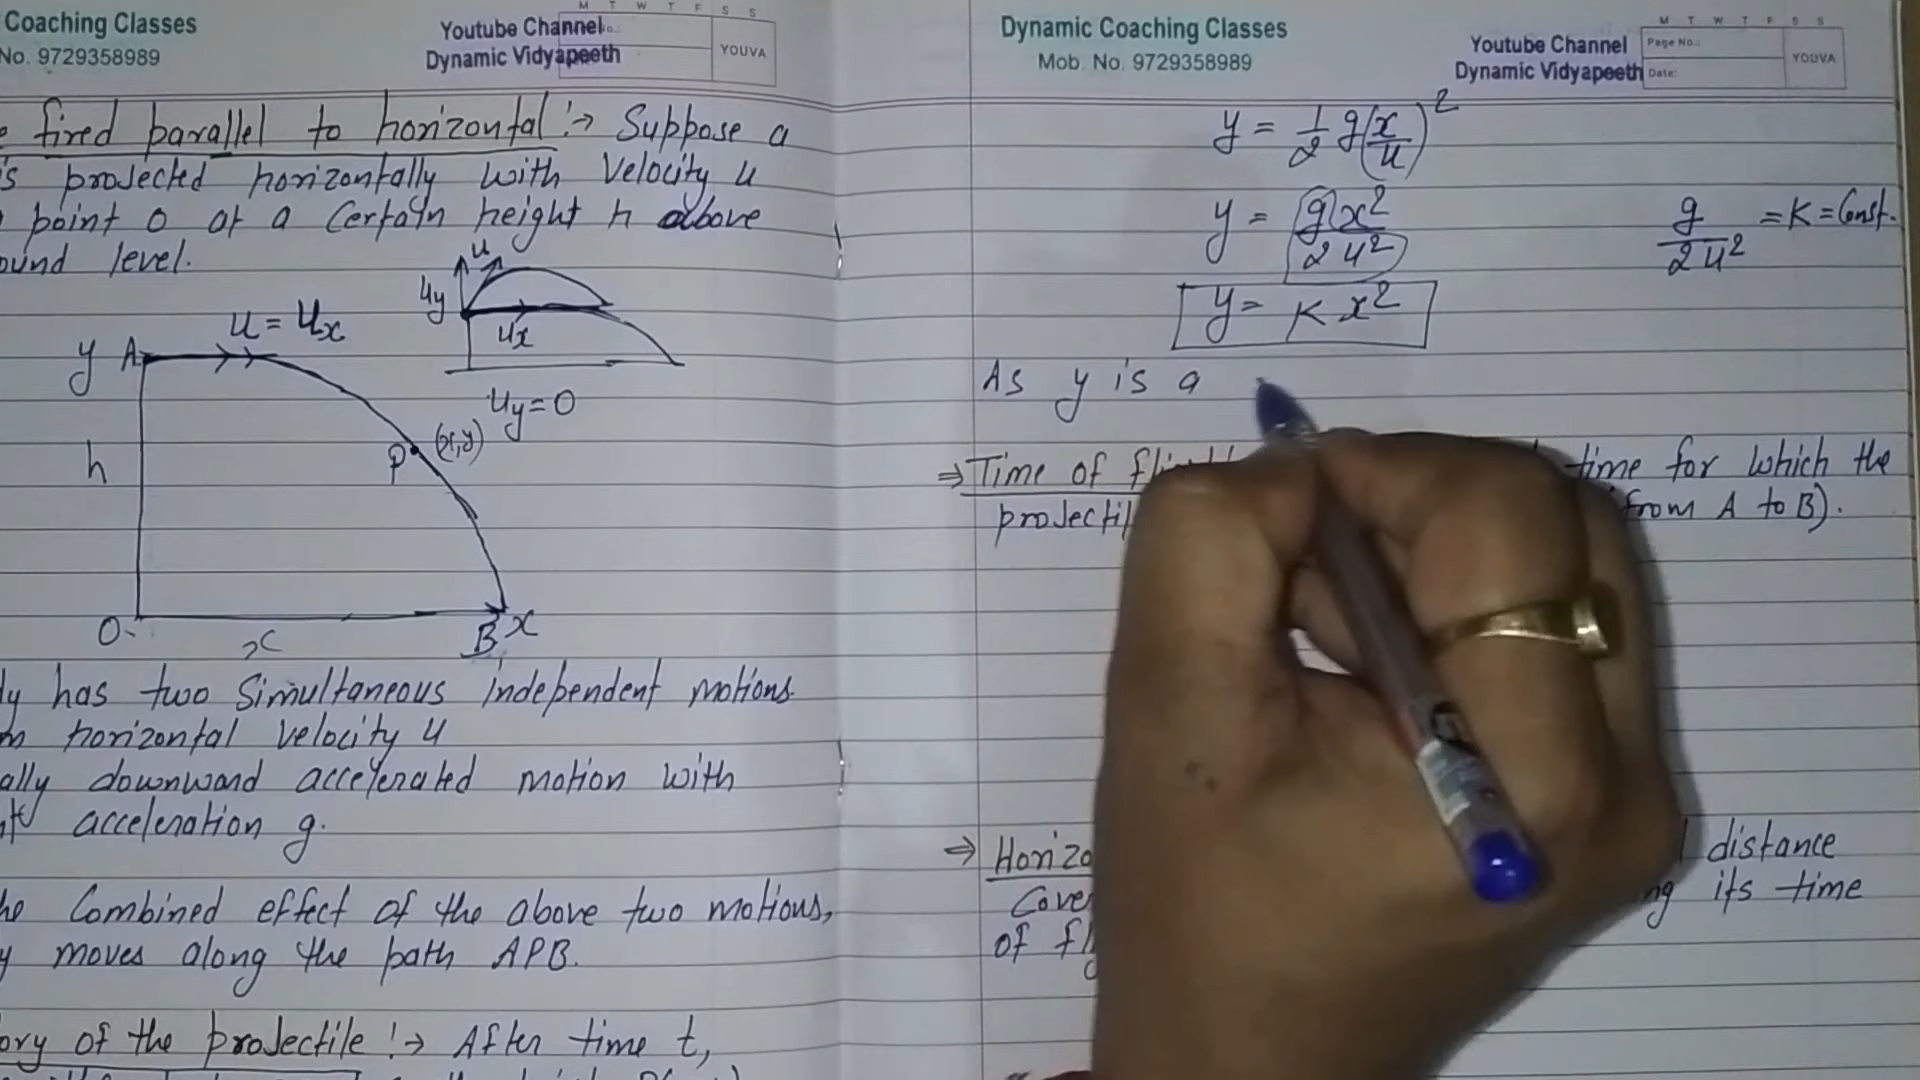 Coaching Classes
No. 9729358989
Youtube Channel
Dynamic Vidyapeeth
M T W T F S S
YOUVA
fired parallel to horizontal :→ Suppose a
is projected horizontally with Velocity u
point O at a Certain height h above
ound level.
u
uy
ux
uy = 0
u = ux
y A
h
P (x,y)
O
x
B x
ly has two Simultaneous independent motions.
horizontal Velocity u
ally downward accelerated motion with
acceleration g.
he Combined effect of the above two motions,
y moves along the path APB.
ory of the projectile :→ After time t,
Dynamic Coaching Classes
Mob. No. 9729358989
Youtube Channel
Dynamic Vidyapeeth
M T W T F S S
Page No.:
Date:
YOUVA
y = 1/2 g(x/u)2
y = gx2/2u2
g/2u2 = K = Const.
y = Kx2
As y is a
⇒ Time of fli time for which the
projectil from A to B).
⇒ Horizo distance
Cove its time
of fl